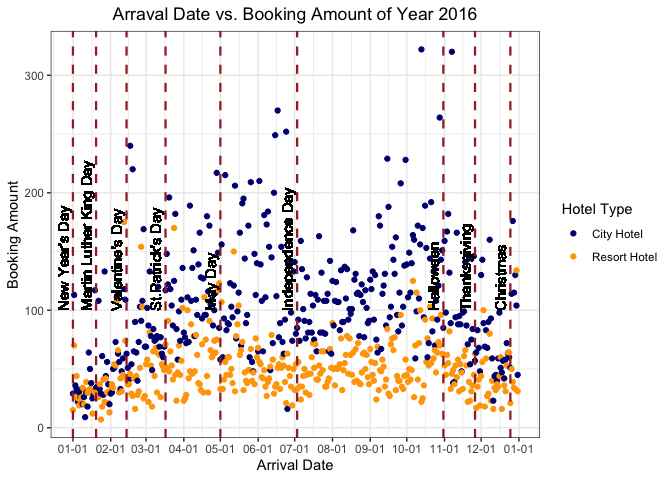 Arraval Date vs. Booking Amount of Year 2016
Booking Amount
300
200
100
0
New Year's Day
Martin Luther King Day
Valentine's Day
St.Patrick's Day
May Day
Independence Day
Halloween
Thanksgiving
Christmas
01-01 02-01 03-01 04-01 05-01 06-01 07-01 08-01 09-01 10-01 11-01 12-01 01-01
Arrival Date
Hotel Type
City Hotel
Resort Hotel